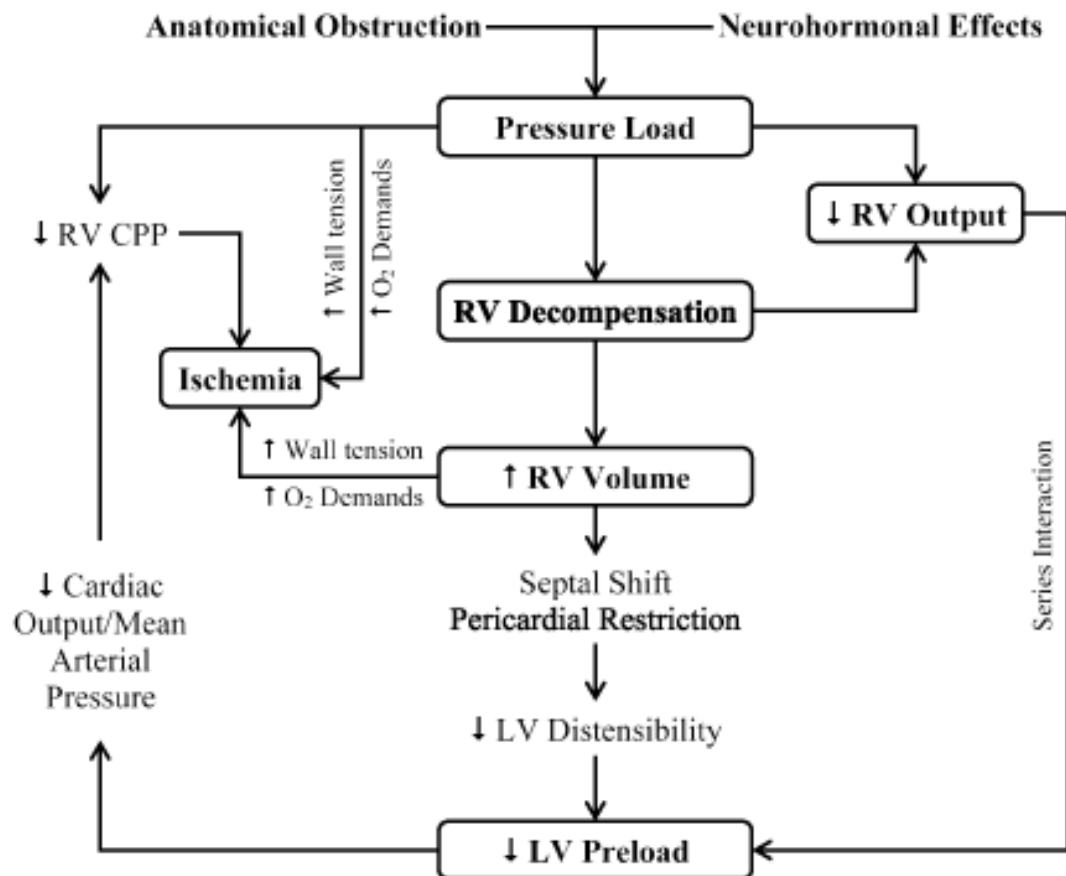 Anatomical Obstruction
Neurohormonal Effects
Pressure Load
↑ Wall tension
↑ O₂ Demands
↓ RV Output
↓ RV CPP
RV Decompensation
Ischemia
↑ Wall tension
↑ O₂ Demands
↑ RV Volume
Series Interaction
Septal Shift
Pericardial Restriction
↓ Cardiac
Output/Mean
Arterial
Pressure
↓ LV Distensibility
↓ LV Preload